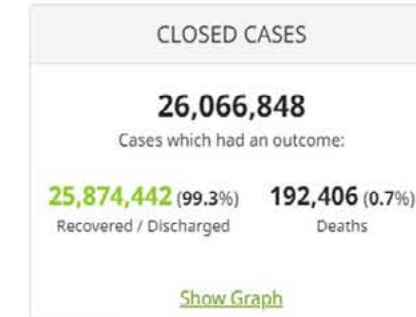 CLOSED CASES
26,066,848
Cases which had an outcome:
25,874,442 (99.3%) 192,406 (0.7%)
Recovered / Discharged Deaths
Show Graph